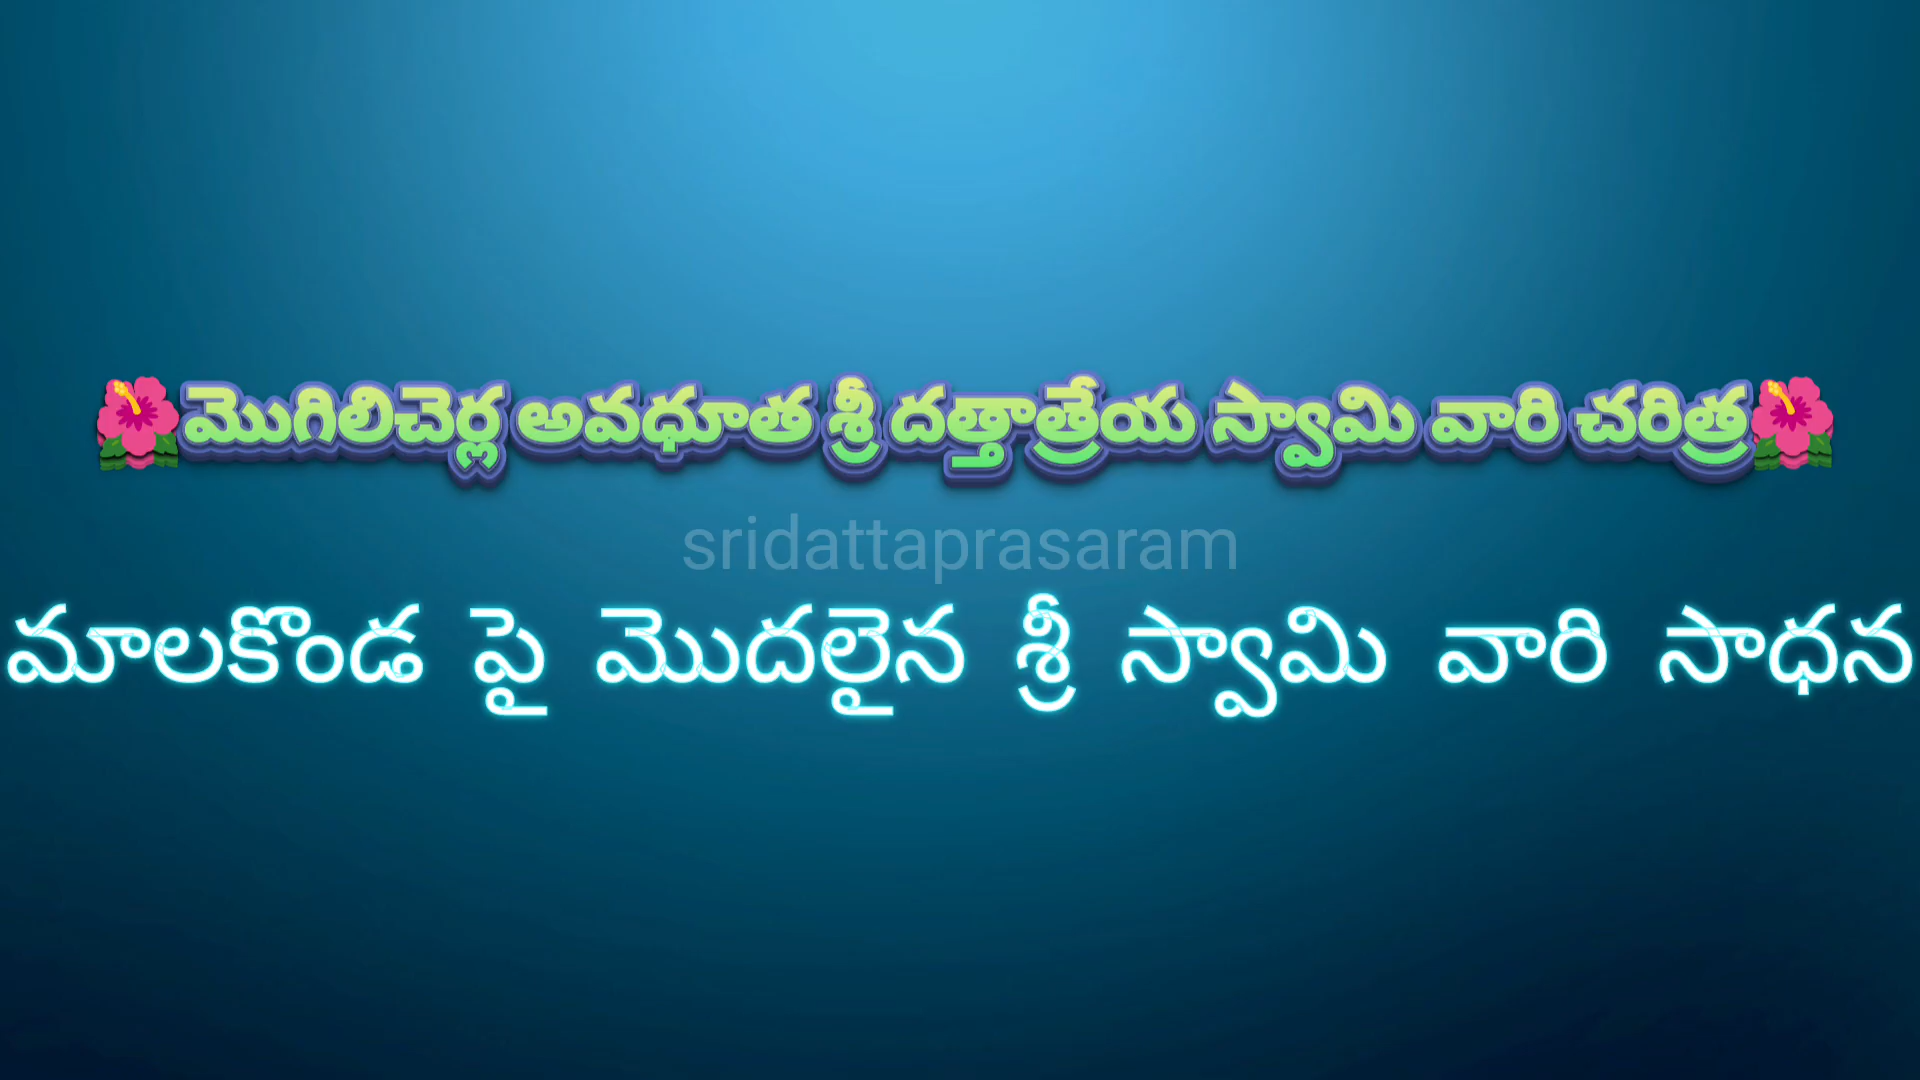 🌺మొగిలిచెర్ల అవధూత శ్రీ దత్తాత్రేయ స్వామి వారి చరిత్ర🌺
sridattaprasaram
మాలకొండ పై మొదలైన శ్రీ స్వామి వారి సాధన